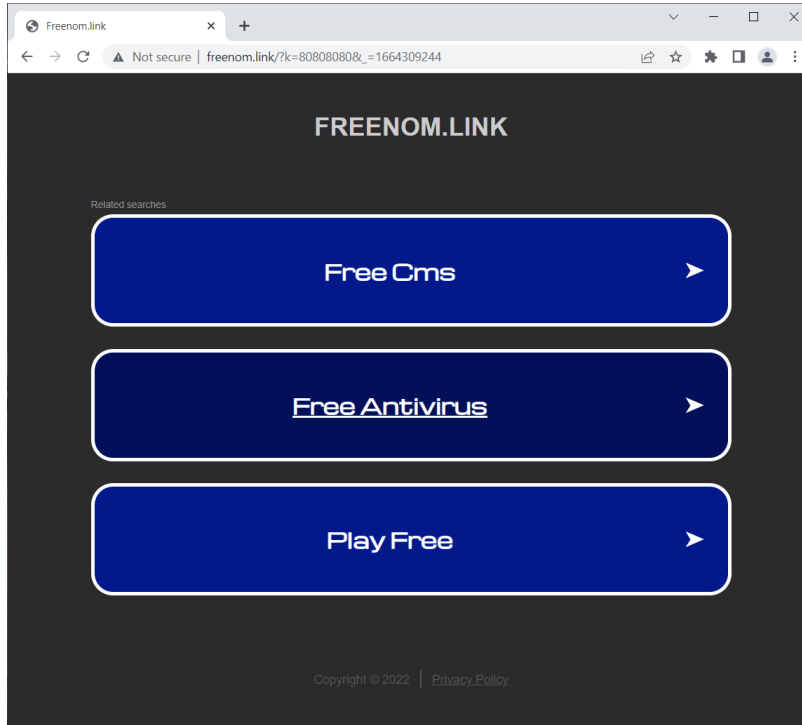 Freenom.link
Not secure | freenom.link/?k=80808080&_=1664309244
FREENOM.LINK
Related searches
Free Cms
Free Antivirus
Play Free
Copyright © 2022 | Privacy Policy